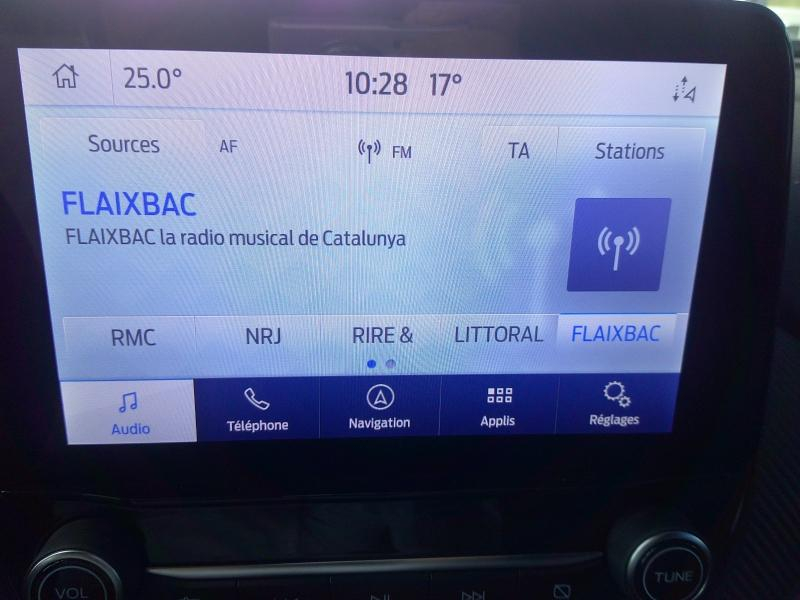 25.0° 10:28 17°
Sources AF FM TA Stations
FLAIXBAC
FLAIXBAC la radio musical de Catalunya
RMC NRJ RIRE & LITTORAL FLAIXBAC
Audio Téléphone Navigation Applis Réglages
VOL TUNE